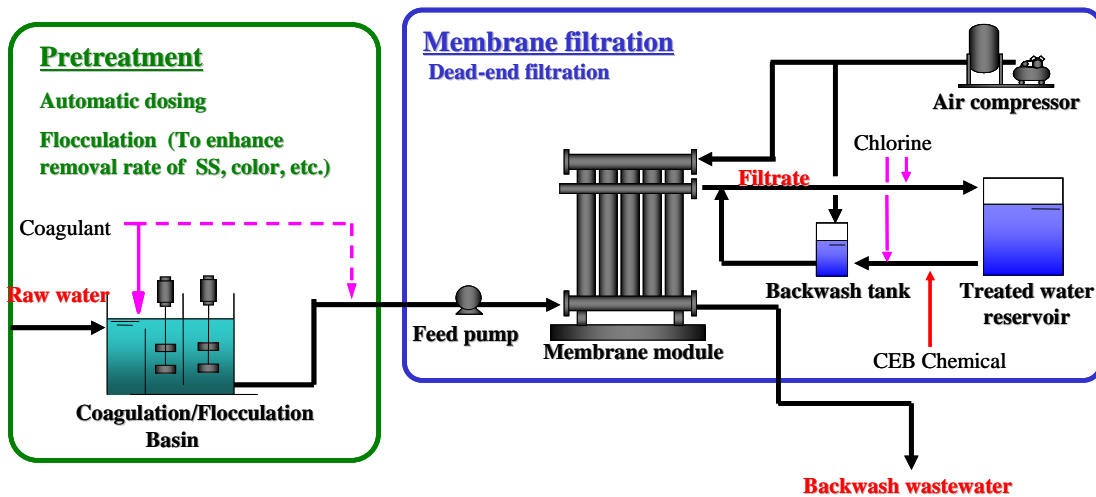 Pretreatment
Automatic dosing
Flocculation (To enhance
removal rate of SS, color, etc.)
Coagulant
Raw water
Coagulation/Flocculation
Basin
Membrane filtration
Dead-end filtration
Air compressor
Chlorine
Filtrate
Feed pump
Membrane module
Backwash tank
Treated water
reservoir
CEB Chemical
Backwash wastewater